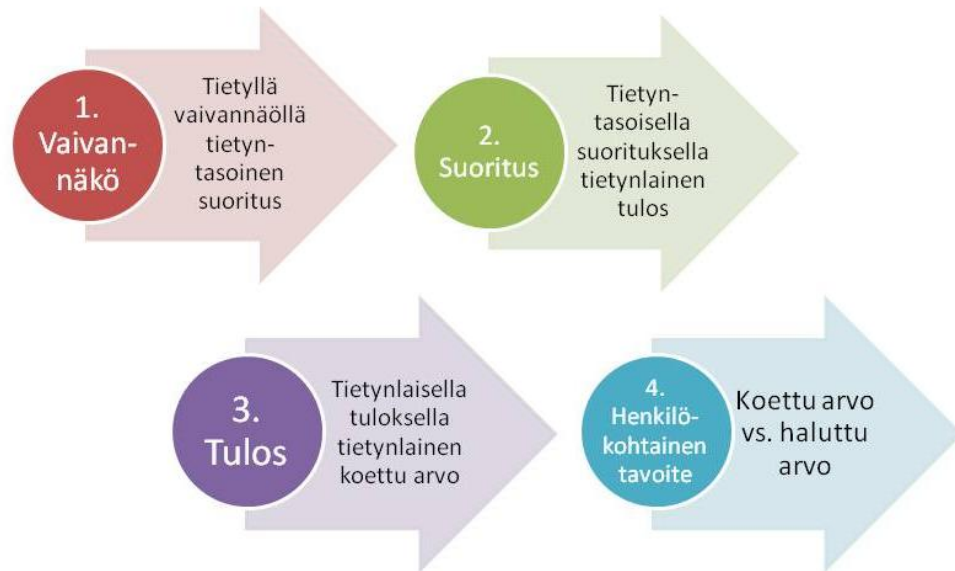 1.
Vaivan-
näkö
Tietyllä
vaivannäöllä
tietyn-
tasoinen
suoritus
2.
Suoritus
Tietyn-
tasoisella
suorituksella
tietynlainen
tulos
3.
Tulos
Tietynlaisella
tuloksella
tietynlainen
koettu arvo
4.
Henkilö-
kohtainen
tavoite
Koettu arvo
vs. haluttu
arvo